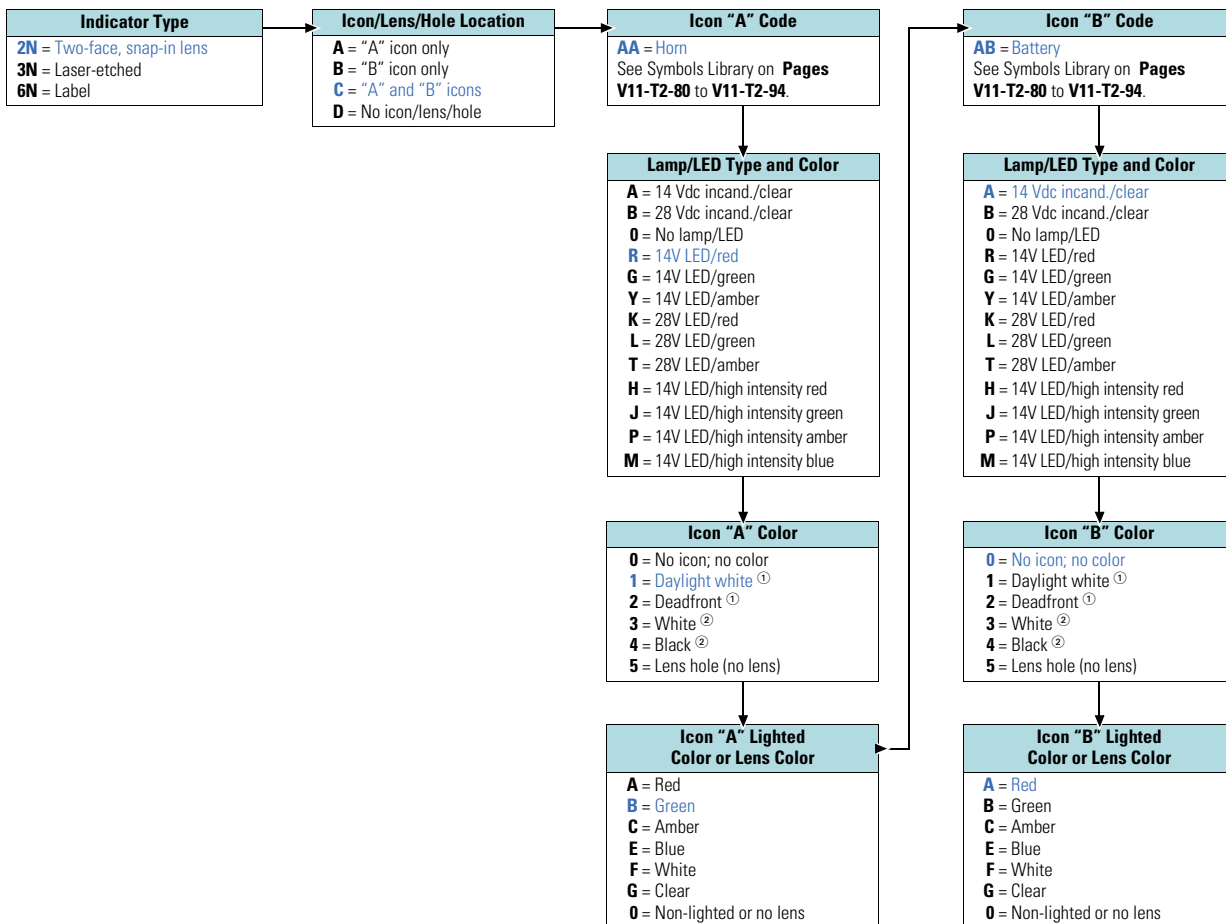 Indicator Type
2N = Two-face, snap-in lens
3N = Laser-etched
6N = Label
Icon/Lens/Hole Location
A = “A” icon only
B = “B” icon only
C = “A” and “B” icons
D = No icon/lens/hole
Icon “A” Code
AA = Horn
See Symbols Library on Pages
V11-T2-80 to V11-T2-94.
Lamp/LED Type and Color
A = 14 Vdc incand./clear
B = 28 Vdc incand./clear
0 = No lamp/LED
R = 14V LED/red
G = 14V LED/green
Y = 14V LED/amber
K = 28V LED/red
L = 28V LED/green
T = 28V LED/amber
H = 14V LED/high intensity red
J = 14V LED/high intensity green
P = 14V LED/high intensity amber
M = 14V LED/high intensity blue
Icon “A” Color
0 = No icon; no color
1 = Daylight white ①
2 = Deadfront ①
3 = White ②
4 = Black ②
5 = Lens hole (no lens)
Icon “A” Lighted
Color or Lens Color
A = Red
B = Green
C = Amber
E = Blue
F = White
G = Clear
0 = Non-lighted or no lens
Icon “B” Code
AB = Battery
See Symbols Library on Pages
V11-T2-80 to V11-T2-94.
Lamp/LED Type and Color
A = 14 Vdc incand./clear
B = 28 Vdc incand./clear
0 = No lamp/LED
R = 14V LED/red
G = 14V LED/green
Y = 14V LED/amber
K = 28V LED/red
L = 28V LED/green
T = 28V LED/amber
H = 14V LED/high intensity red
J = 14V LED/high intensity green
P = 14V LED/high intensity amber
M = 14V LED/high intensity blue
Icon “B” Color
0 = No icon; no color
1 = Daylight white ①
2 = Deadfront ①
3 = White ②
4 = Black ②
5 = Lens hole (no lens)
Icon “B” Lighted
Color or Lens Color
A = Red
B = Green
C = Amber
E = Blue
F = White
G = Clear
0 = Non-lighted or no lens